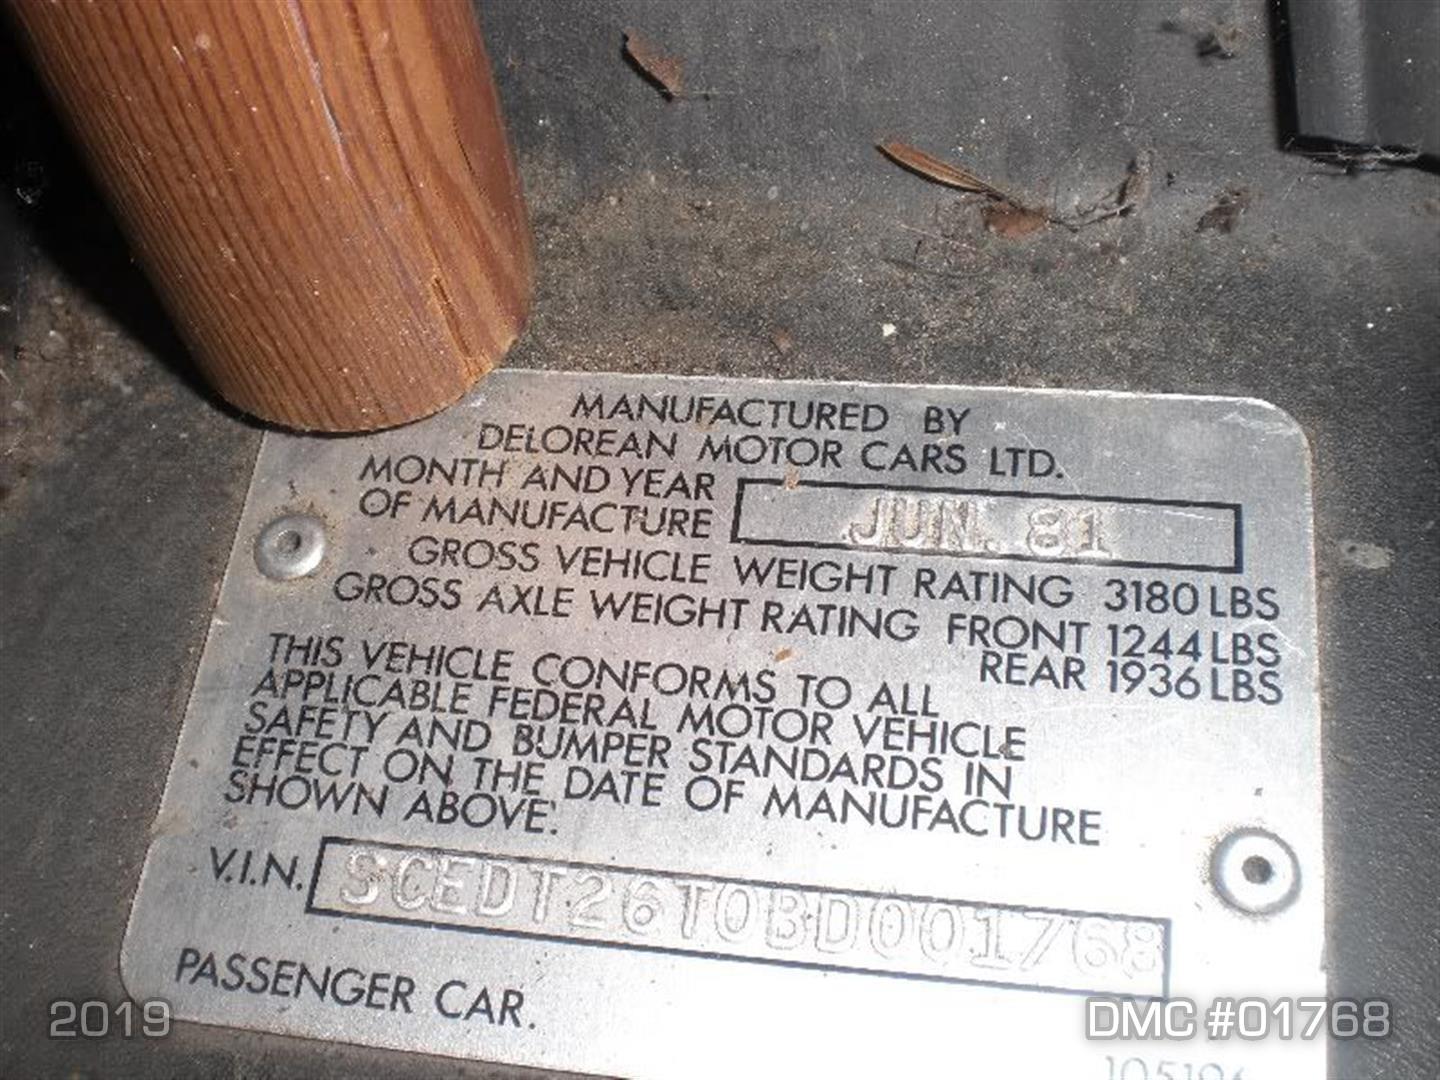 MANUFACTURED BY
DELOREAN MOTOR CARS LTD.
MONTH AND YEAR
OF MANUFACTURE JUN. 81
GROSS VEHICLE WEIGHT RATING 3180 LBS
GROSS AXLE WEIGHT RATING FRONT 1244 LBS
REAR 1936 LBS
THIS VEHICLE CONFORMS TO ALL
APPLICABLE FEDERAL MOTOR VEHICLE
SAFETY AND BUMPER STANDARDS IN
EFFECT ON THE DATE OF MANUFACTURE
SHOWN ABOVE.
V.I.N. SCEDT26T0BD001768
PASSENGER CAR.
2019
DMC #01768